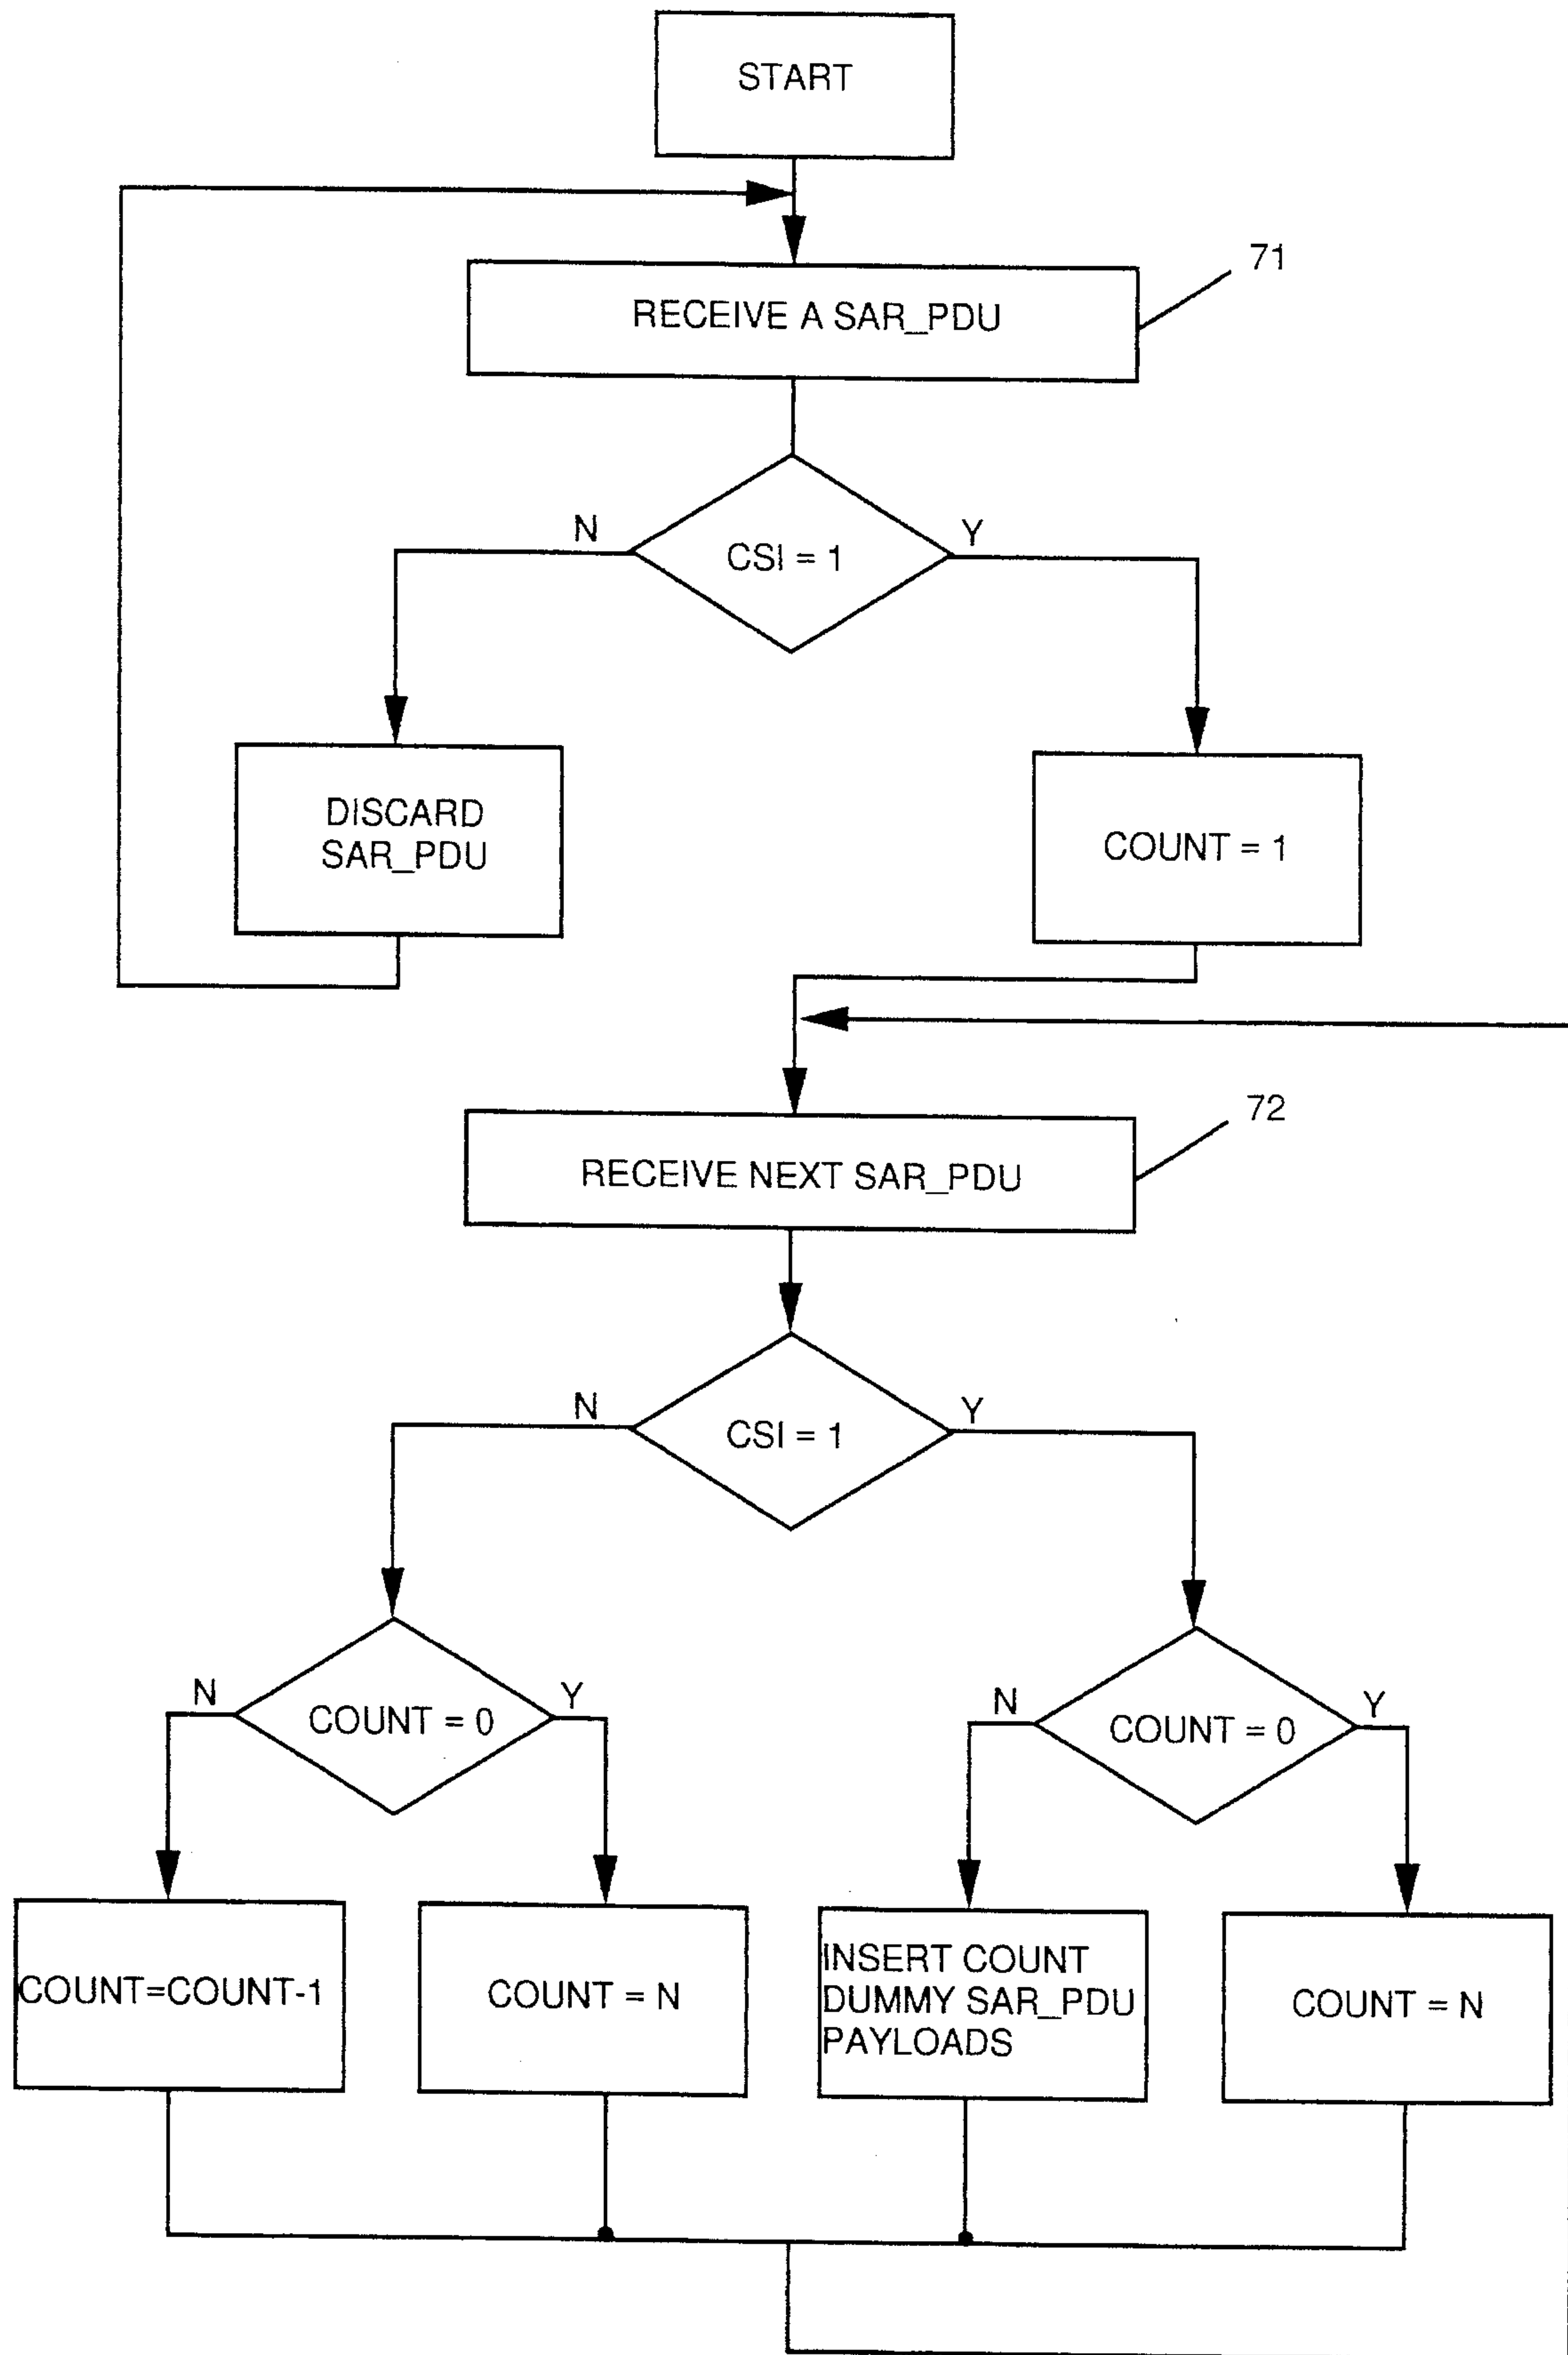 START
71
RECEIVE A SAR_PDU
N
Y
CSI = 1
DISCARD
SAR_PDU
COUNT = 1
72
RECEIVE NEXT SAR_PDU
N
Y
CSI = 1
N
Y
COUNT = 0
N
Y
COUNT = 0
COUNT=COUNT-1
COUNT = N
INSERT COUNT
DUMMY SAR_PDU
PAYLOADS
COUNT = N